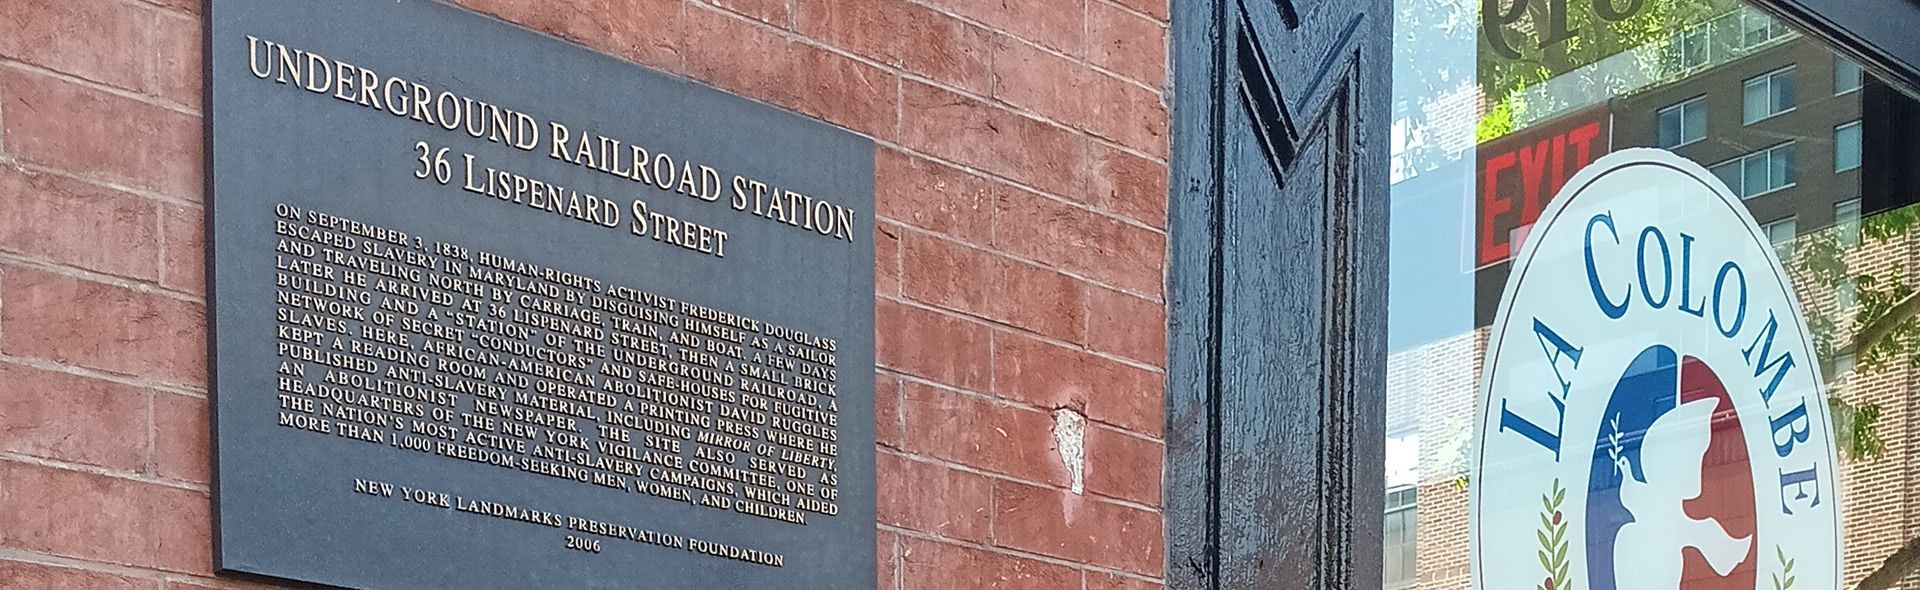 UNDERGROUND RAILROAD STATION
36 LISPENARD STREET
ON SEPTEMBER 3, 1838, HUMAN-RIGHTS ACTIVIST FREDERICK DOUGLASS
ESCAPED SLAVERY IN MARYLAND BY DISGUISING HIMSELF AS A SAILOR
AND TRAVELING NORTH BY CARRIAGE, TRAIN, AND BOAT. A FEW DAYS
LATER HE ARRIVED AT 36 LISPENARD STREET, THEN A SMALL BRICK
BUILDING AND A "STATION" OF THE UNDERGROUND RAILROAD, A
NETWORK OF SECRET "CONDUCTORS" AND SAFE-HOUSES FOR FUGITIVE
SLAVES. HERE, AFRICAN-AMERICAN ABOLITIONIST DAVID RUGGLES
KEPT A READING ROOM AND OPERATED A PRINTING PRESS WHERE HE
PUBLISHED ANTI-SLAVERY MATERIAL, INCLUDING MIRROR OF LIBERTY,
AN ABOLITIONIST NEWSPAPER. THE SITE ALSO SERVED AS
HEADQUARTERS OF THE NEW YORK VIGILANCE COMMITTEE, ONE OF
THE NATION'S MOST ACTIVE ANTI-SLAVERY CAMPAIGNS, WHICH AIDED
MORE THAN 1,000 FREEDOM-SEEKING MEN, WOMEN, AND CHILDREN.
NEW YORK LANDMARKS PRESERVATION FOUNDATION
2006
EXIT
LA COLOMBE